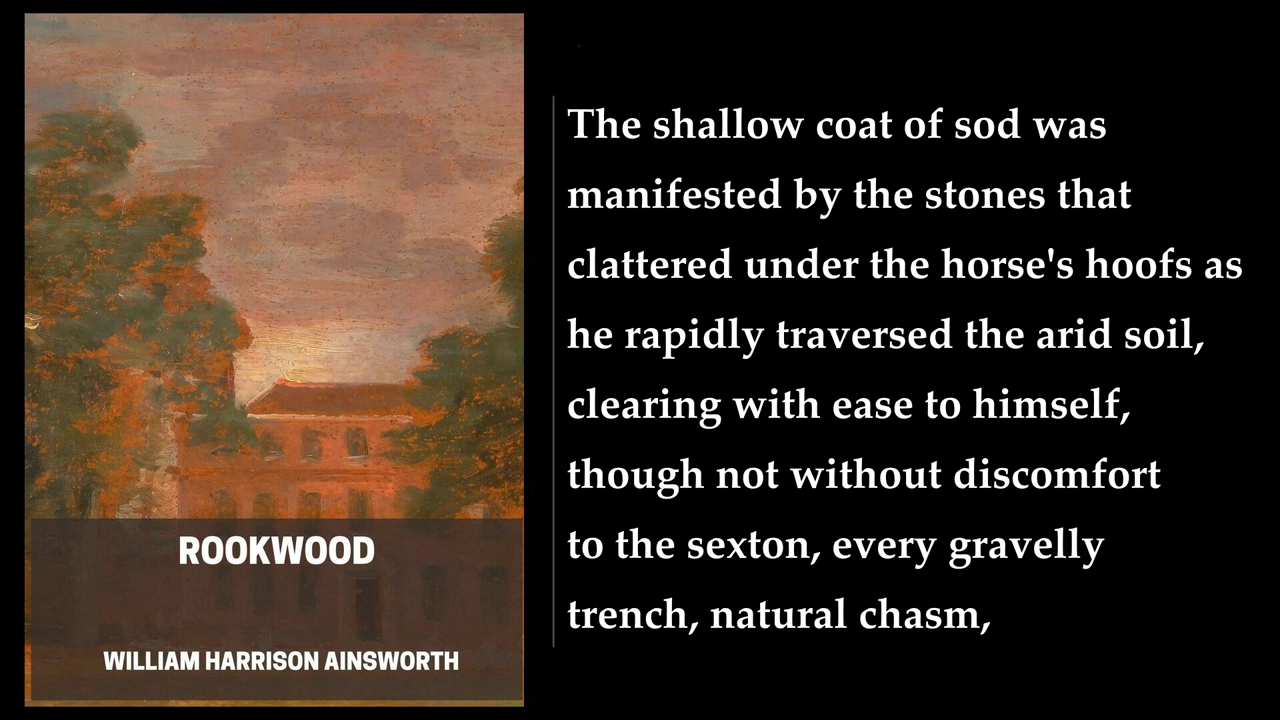 ROOKWOOD
WILLIAM HARRISON AINSWORTH
The shallow coat of sod was
manifested by the stones that
clattered under the horse's hoofs as
he rapidly traversed the arid soil,
clearing with ease to himself,
though not without discomfort
to the sexton, every gravelly
trench, natural chasm,